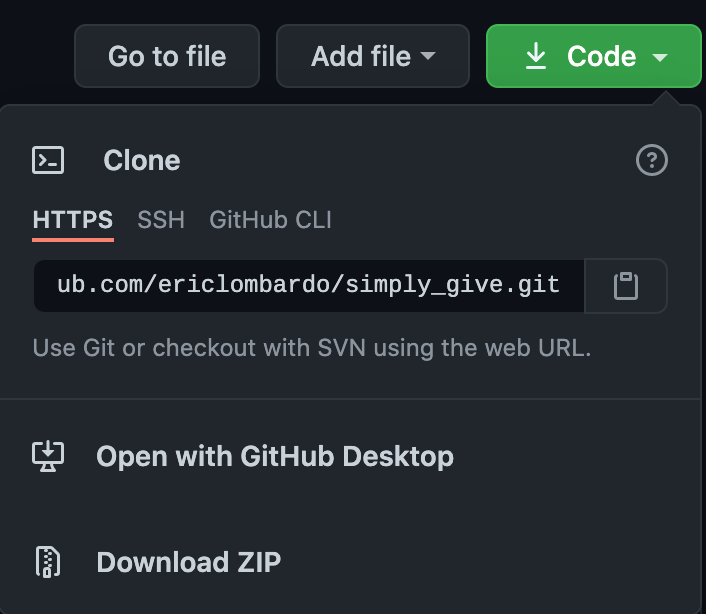 Go to file Add file Code
Clone
HTTPS SSH GitHub CLI
ub.com/ericlombardo/simply_give.git
Use Git or checkout with SVN using the web URL.
Open with GitHub Desktop
Download ZIP